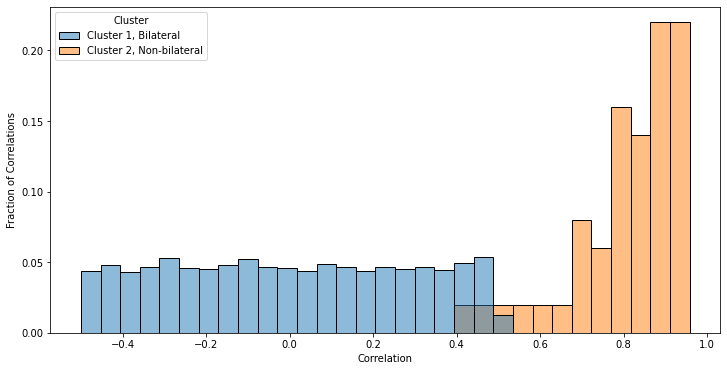 Cluster
Cluster 1, Bilateral
Cluster 2, Non-bilateral
Fraction of Correlations
0.20
0.15
0.10
0.05
0.00
−0.4
−0.2
0.0
0.2
0.4
0.6
0.8
1.0
Correlation